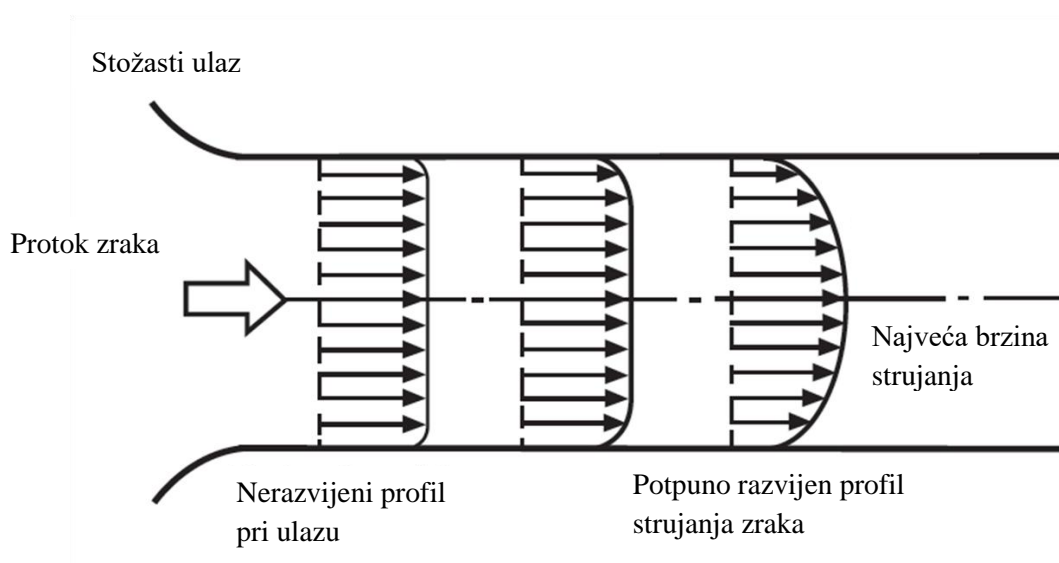 Stožasti ulaz
Protok zraka
Najveća brzina
strujanja
Nerazvijeni profil
pri ulazu
Potpuno razvijen profil
strujanja zraka